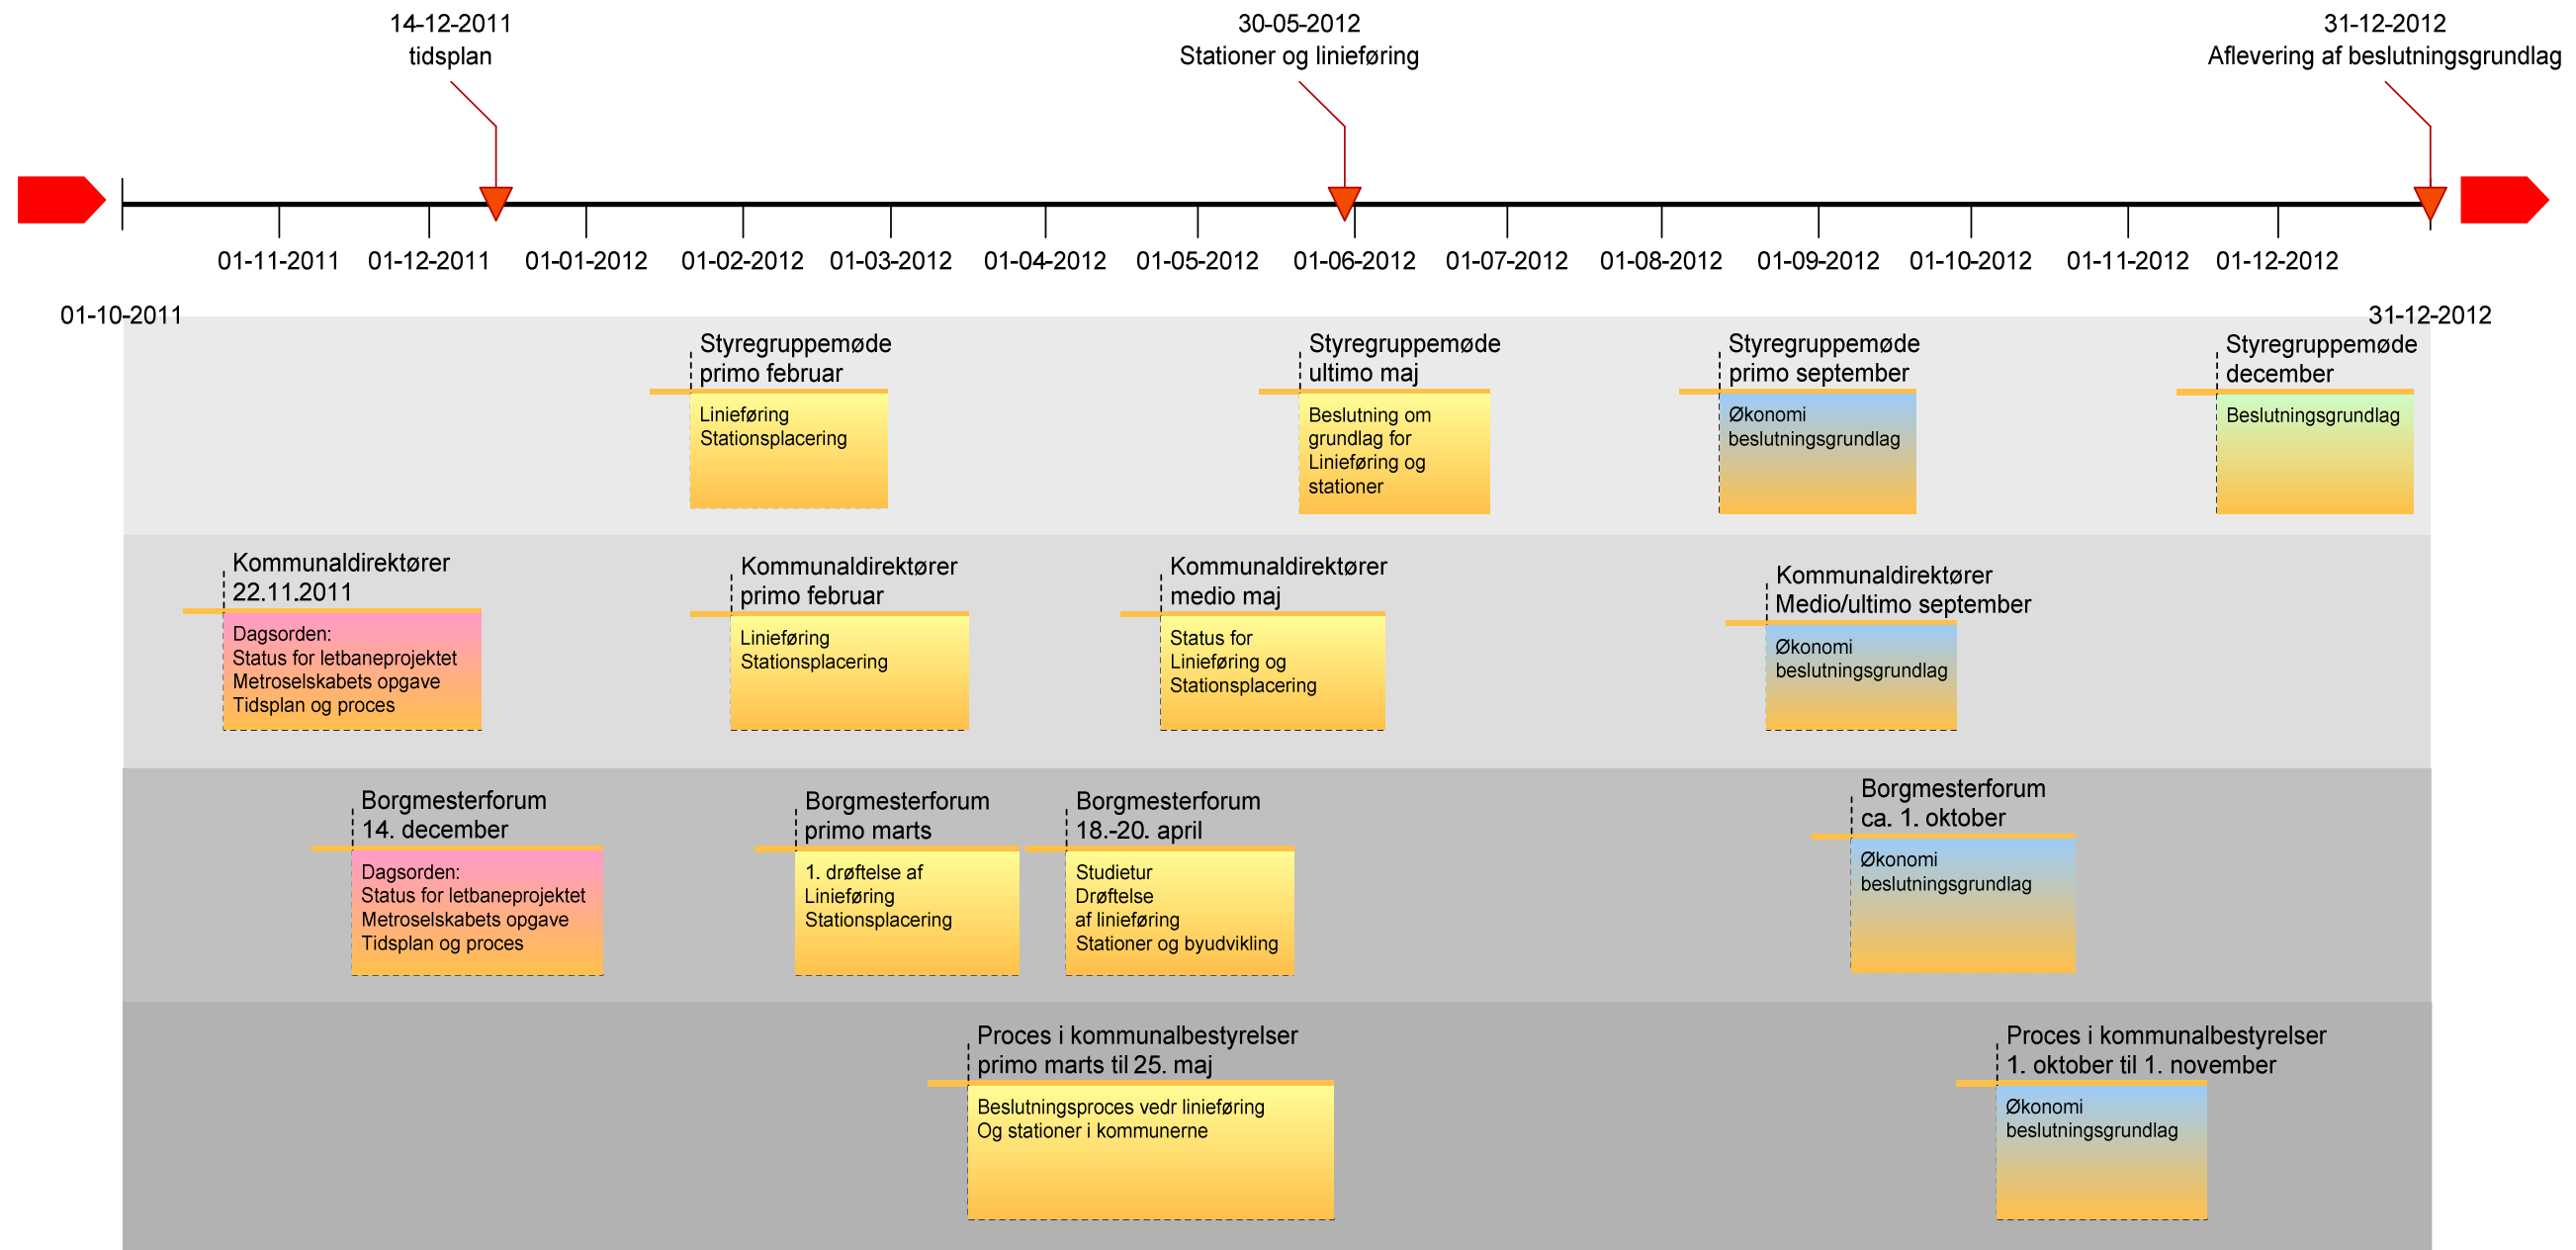 14-12-2011
tidsplan
30-05-2012
Stationer og linieføring
31-12-2012
Aflevering af beslutningsgrundlag
01-11-2011
01-12-2011
01-01-2012
01-02-2012
01-03-2012
01-04-2012
01-05-2012
01-06-2012
01-07-2012
01-08-2012
01-09-2012
01-10-2012
01-11-2012
01-12-2012
01-10-2011
31-12-2012
Styregruppemøde
primo februar
Linieføring
Stationsplacering
Styregruppemøde
ultimo maj
Beslutning om
grundlag for
Linieføring og
stationer
Styregruppemøde
primo september
Økonomi
beslutningsgrundlag
Styregruppemøde
december
Beslutningsgrundlag
Kommunaldirektører
22.11.2011
Dagsorden:
Status for letbaneprojektet
Metroselskabets opgave
Tidsplan og proces
Kommunaldirektører
primo februar
Linieføring
Stationsplacering
Kommunaldirektører
medio maj
Status for
Linieføring og
Stationsplacering
Kommunaldirektører
Medio/ultimo september
Økonomi
beslutningsgrundlag
Borgmesterforum
14. december
Dagsorden:
Status for letbaneprojektet
Metroselskabets opgave
Tidsplan og proces
Borgmesterforum
primo marts
1. drøftelse af
Linieføring
Stationsplacering
Borgmesterforum
18.-20. april
Studietur
Drøftelse
af linieføring
Stationer og byudvikling
Borgmesterforum
ca. 1. oktober
Økonomi
beslutningsgrundlag
Proces i kommunalbestyrelser
primo marts til 25. maj
Beslutningsproces vedr linieføring
Og stationer i kommunerne
Proces i kommunalbestyrelser
1. oktober til 1. november
Økonomi
beslutningsgrundlag